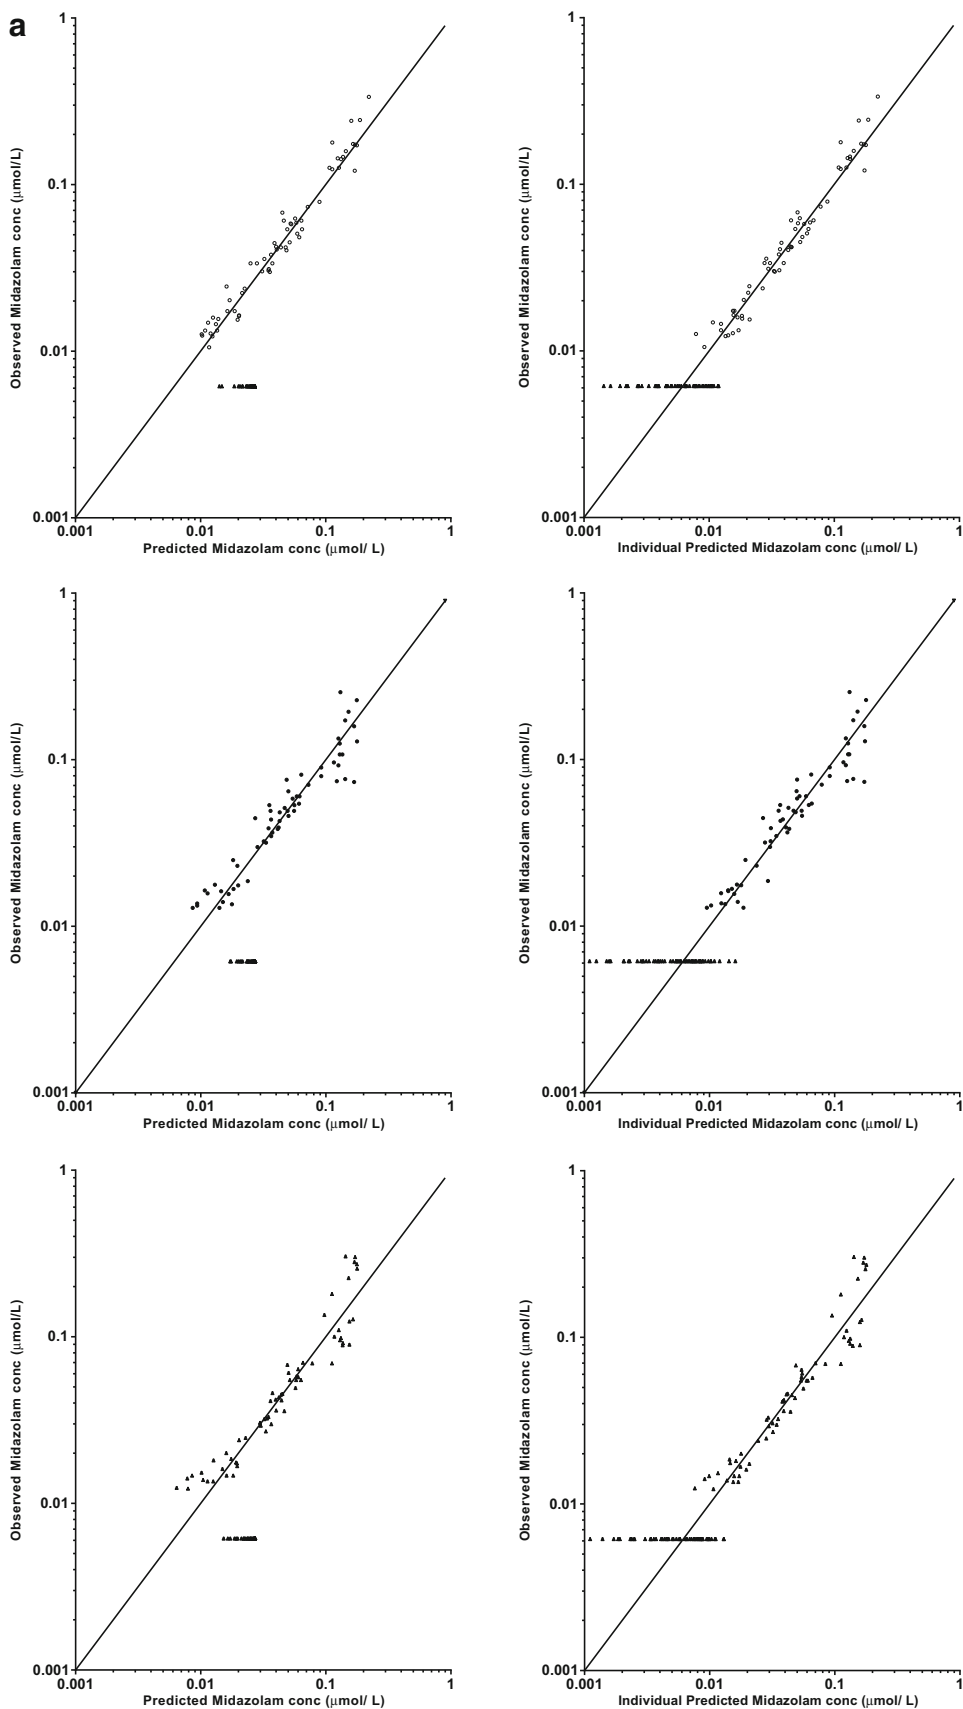 a
1
0.1
0.01
0.001
Observed Midazolam conc (μmol/L)
0.001 0.01 0.1 1
Predicted Midazolam conc (μmol/ L)
1
0.1
0.01
0.001
Observed Midazolam conc (μmol/L)
0.001 0.01 0.1 1
Individual Predicted Midazolam conc (μmol/ L)
1
0.1
0.01
0.001
Observed Midazolam conc (μmol/L)
0.001 0.01 0.1 1
Predicted Midazolam conc (μmol/ L)
1
0.1
0.01
0.001
Observed Midazolam conc (μmol/L)
0.001 0.01 0.1 1
Individual Predicted Midazolam conc (μmol/ L)
1
0.1
0.01
0.001
Observed Midazolam conc (μmol/L)
0.001 0.01 0.1 1
Predicted Midazolam conc (μmol/ L)
1
0.1
0.01
0.001
Observed Midazolam conc (μmol/L)
0.001 0.01 0.1 1
Individual Predicted Midazolam conc (μmol/ L)